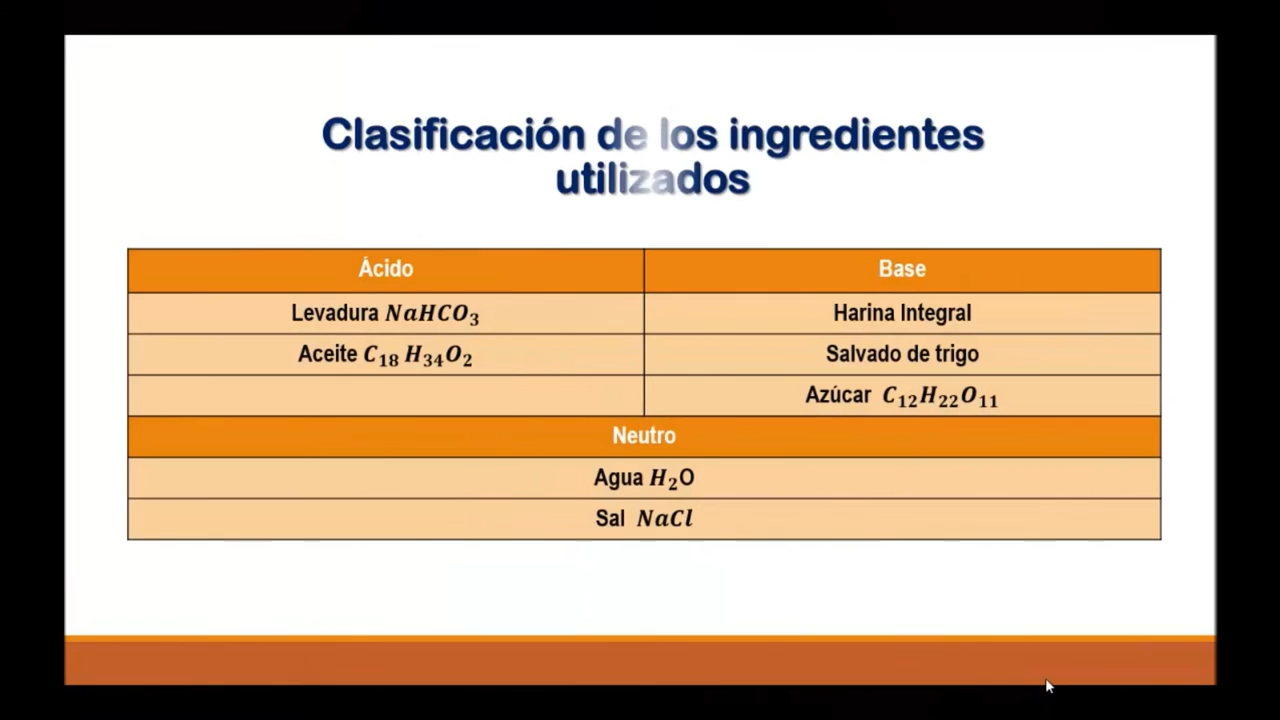 Clasificación de los ingredientes
utilizados
Ácido Base
Levadura NaHCO₃ Harina Integral
Aceite C₁₈H₃₄O₂ Salvado de trigo
Azúcar C₁₂H₂₂O₁₁
Neutro
Agua H₂O
Sal NaCl